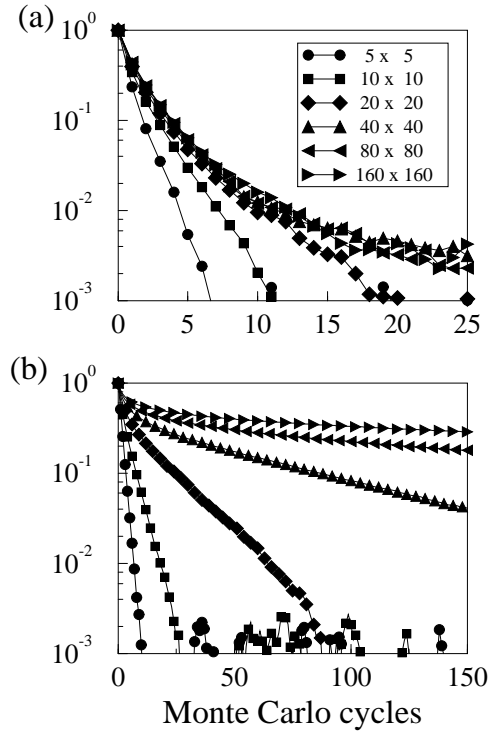 (a)
10^0
10^-1
10^-2
10^-3
5 x 5
10 x 10
20 x 20
40 x 40
80 x 80
160 x 160
0 5 10 15 20 25
(b)
10^0
10^-1
10^-2
10^-3
0 50 100 150
Monte Carlo cycles